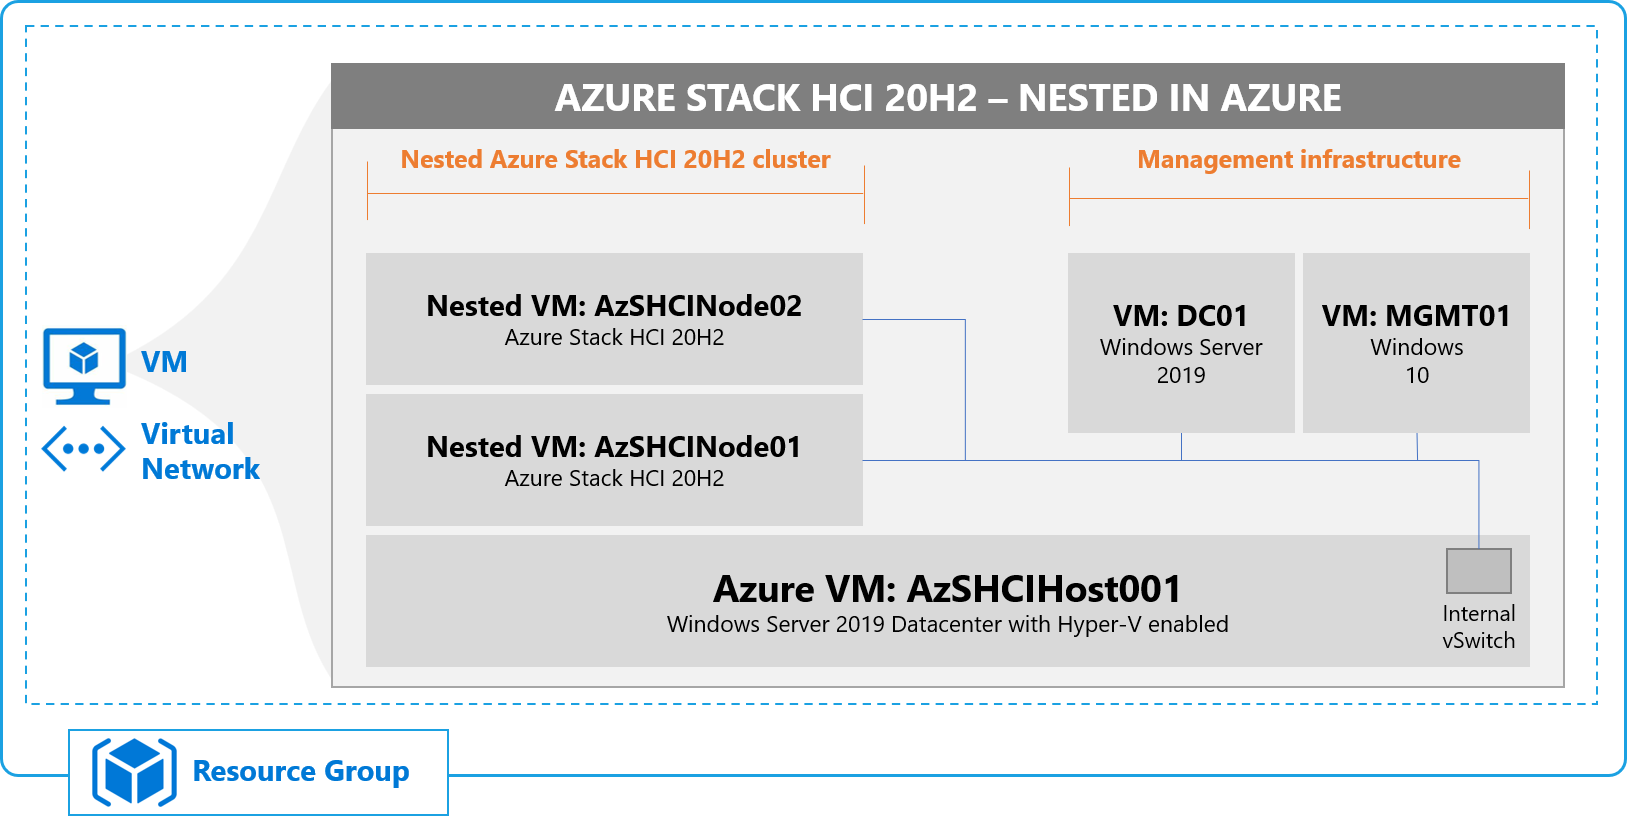 AZURE STACK HCI 20H2 – NESTED IN AZURE
Nested Azure Stack HCI 20H2 cluster
Management infrastructure
Nested VM: AzSHCINode02
Azure Stack HCI 20H2
VM: DC01
Windows Server
2019
VM: MGMT01
Windows
10
VM
Virtual
Network
Nested VM: AzSHCINode01
Azure Stack HCI 20H2
Azure VM: AzSHCIHost001
Windows Server 2019 Datacenter with Hyper-V enabled
Internal
vSwitch
Resource Group